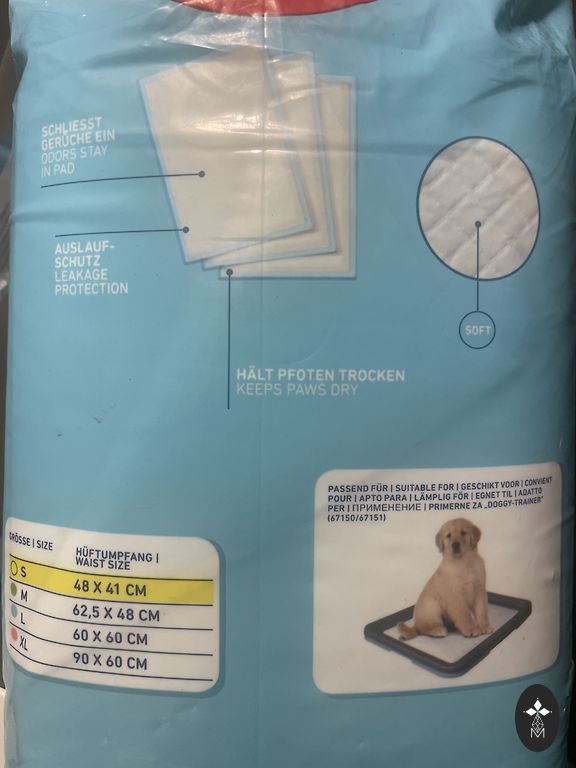 SCHLIESST
GERÜCHE EIN
ODORS STAY
IN PAD
AUSLAUF-
SCHUTZ
LEAKAGE
PROTECTION
SOFT
HÄLT PFOTEN TROCKEN
KEEPS PAWS DRY
PASSEND FÜR | SUITABLE FOR | GESCHIKT VOOR | CONVIENT
POUR | APTO PARA | LÄMPLIG FÖR | EGNET TIL | ADATTO
PER | ПРИМЕНЕНИЕ | PRIMERNE ZA „DOGGY-TRAINER"
(67150/67151)
GRÖSSE | SIZE
HÜFTUMPFANG |
WAIST SIZE
S 48 X 41 CM
M 62,5 X 48 CM
L 60 X 60 CM
XL 90 X 60 CM
M